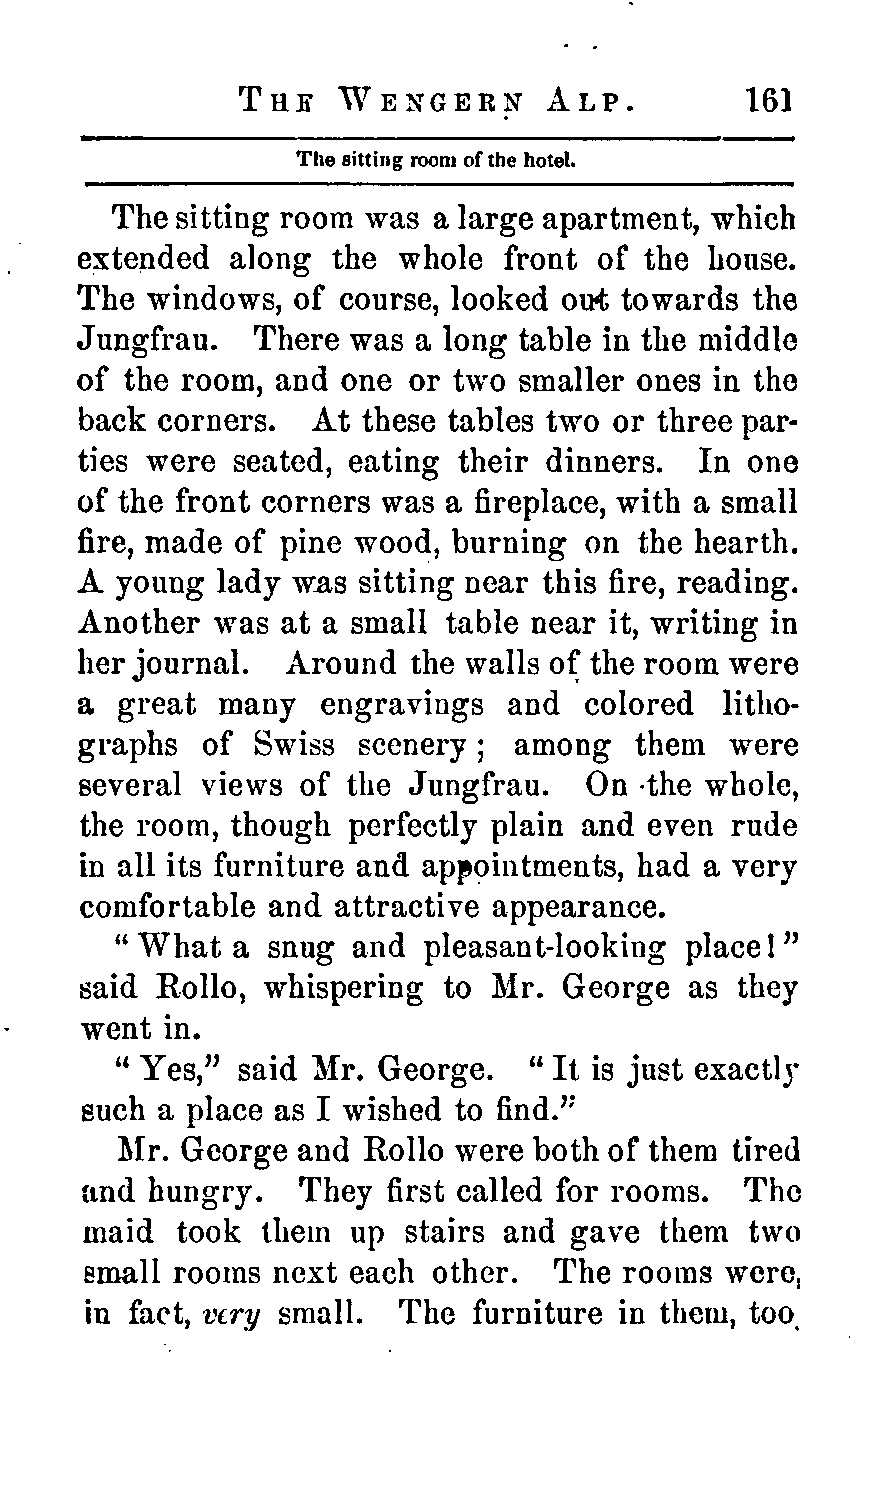 THE WENGERN ALP. 161
The sitting room of the hotel.
The sitting room was a large apartment, which
extended along the whole front of the house.
The windows, of course, looked out towards the
Jungfrau. There was a long table in the middle
of the room, and one or two smaller ones in the
back corners. At these tables two or three par-
ties were seated, eating their dinners. In one
of the front corners was a fireplace, with a small
fire, made of pine wood, burning on the hearth.
A young lady was sitting near this fire, reading.
Another was at a small table near it, writing in
her journal. Around the walls of the room were
a great many engravings and colored litho-
graphs of Swiss scenery; among them were
several views of the Jungfrau. On the whole,
the room, though perfectly plain and even rude
in all its furniture and appointments, had a very
comfortable and attractive appearance.
"What a snug and pleasant-looking place!"
said Rollo, whispering to Mr. George as they
went in.
"Yes," said Mr. George. "It is just exactly
such a place as I wished to find."
Mr. George and Rollo were both of them tired
and hungry. They first called for rooms. The
maid took them up stairs and gave them two
small rooms next each other. The rooms were,
in fact, very small. The furniture in them, too,